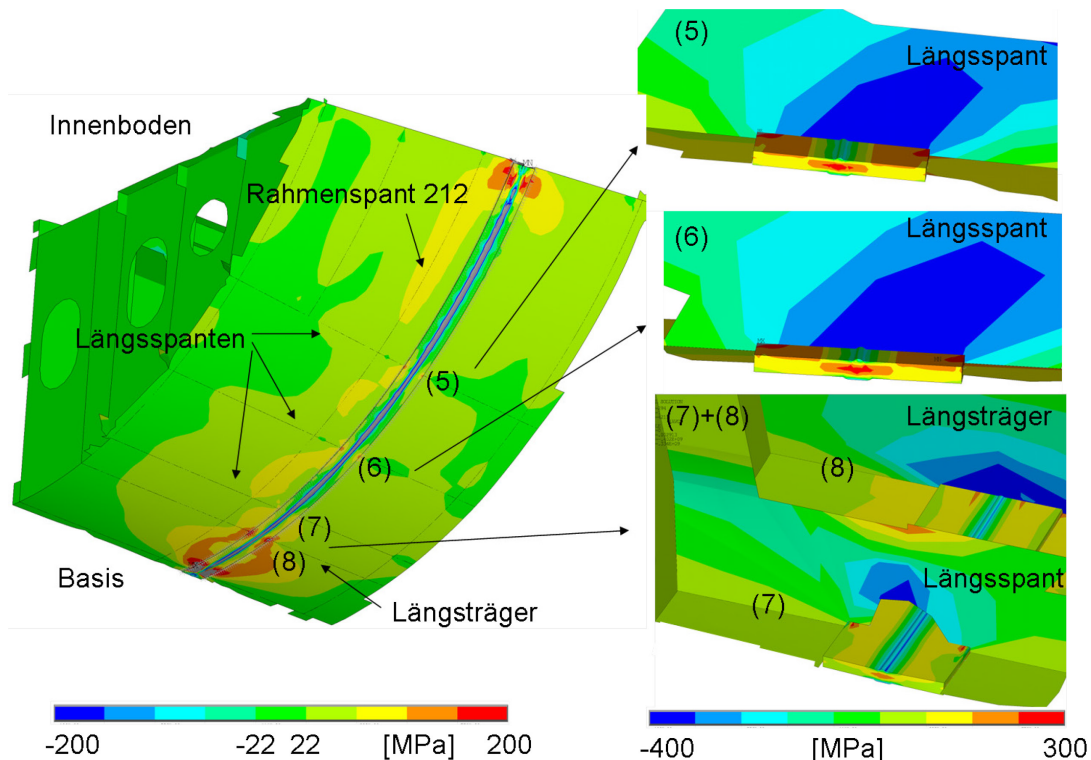 Innenboden
Rahmenspant 212
Längsspanten
(5)
(6)
(7)
(8)
Basis
Längsträger
-200 -22 22 [MPa] 200
(5)
Längsspant
(6)
Längsspant
(7)+(8)
Längsträger
(8)
Längsspant
(7)
-400 [MPa] 300